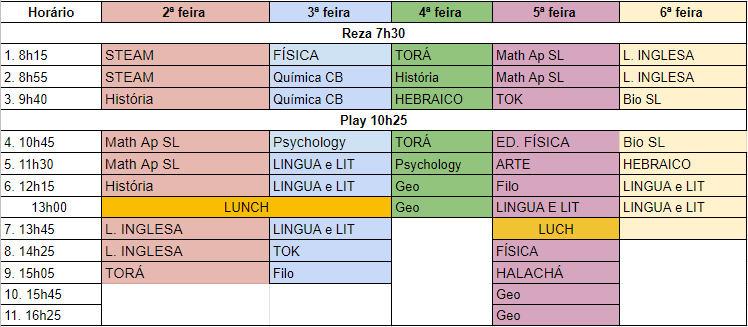 Horário 2ª feira 3ª feira 4ª feira 5ª feira 6ª feira
Reza 7h30
1. 8h15 STEAM FÍSICA TORÁ Math Ap SL L. INGLESA
2. 8h55 STEAM Química CB História Math Ap SL L. INGLESA
3. 9h40 História Química CB HEBRAICO TOK Bio SL
Play 10h25
4. 10h45 Math Ap SL Psychology TORÁ ED. FÍSICA Bio SL
5. 11h30 Math Ap SL LINGUA e LIT Psychology ARTE HEBRAICO
6. 12h15 História LINGUA e LIT Geo Filo LINGUA e LIT
13h00 LUNCH Geo LINGUA E LIT LINGUA e LIT
7. 13h45 L. INGLESA LINGUA e LIT LUCH
8. 14h25 L. INGLESA TOK FÍSICA
9. 15h05 TORÁ Filo HALACHÁ
10. 15h45 Geo
11. 16h25 Geo